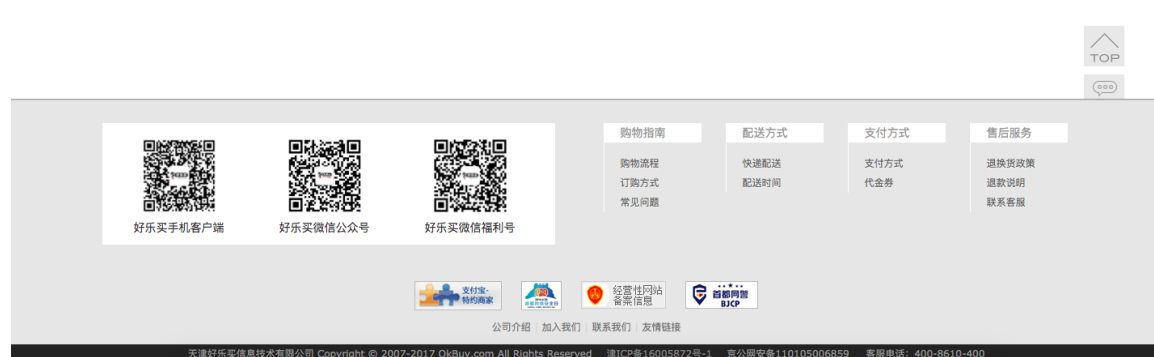 TOP
购物指南 配送方式 支付方式 售后服务
购物流程 快递配送 支付方式 退换货政策
订购方式 配送时间 代金券 退款说明
常见问题 联系客服
好乐买手机客户端 好乐买微信公众号 好乐买微信福利号
支付宝-
特约商家
经营性网站
备案信息
首都网警
BJCP
公司介绍 加入我们 联系我们 友情链接
天津好乐买信息技术有限公司 Copyright © 2007-2017 OkBuy.com All Rights Reserved 津ICP备16005872号-1 京公网安备110105006859 客服电话：400-8610-400